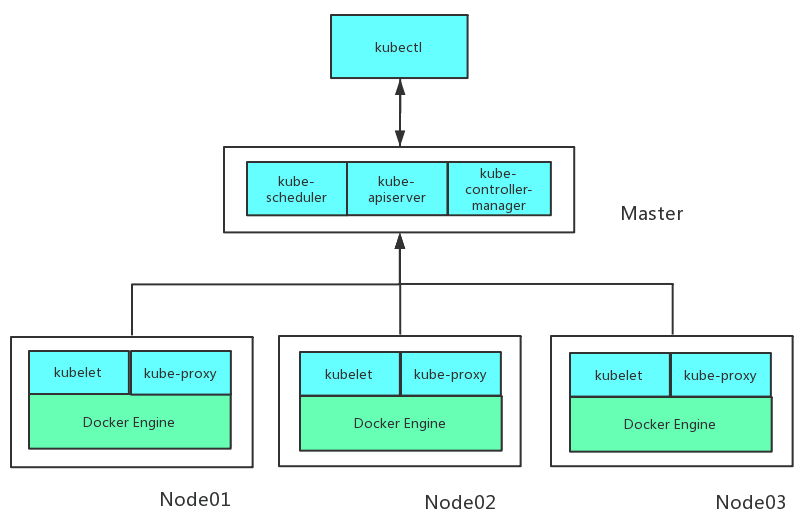 kubectl
kube-
scheduler
kube-
apiserver
kube-
controller-
manager
Master
kubelet
kube-proxy
Docker Engine
kubelet
kube-proxy
Docker Engine
kubelet
kube-proxy
Docker Engine
Node01
Node02
Node03